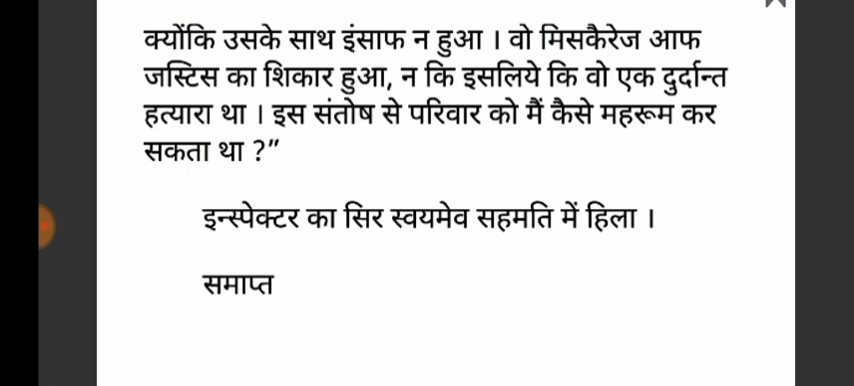 क्योंकि उसके साथ इंसाफ न हुआ । वो मिसकैरेज आफ
जस्टिस का शिकार हुआ, न कि इसलिये कि वो एक दुर्दान्त
हत्यारा था । इस संतोष से परिवार को मैं कैसे महरूम कर
सकता था ?”
इन्स्पेक्टर का सिर स्वयमेव सहमति में हिला ।
समाप्त